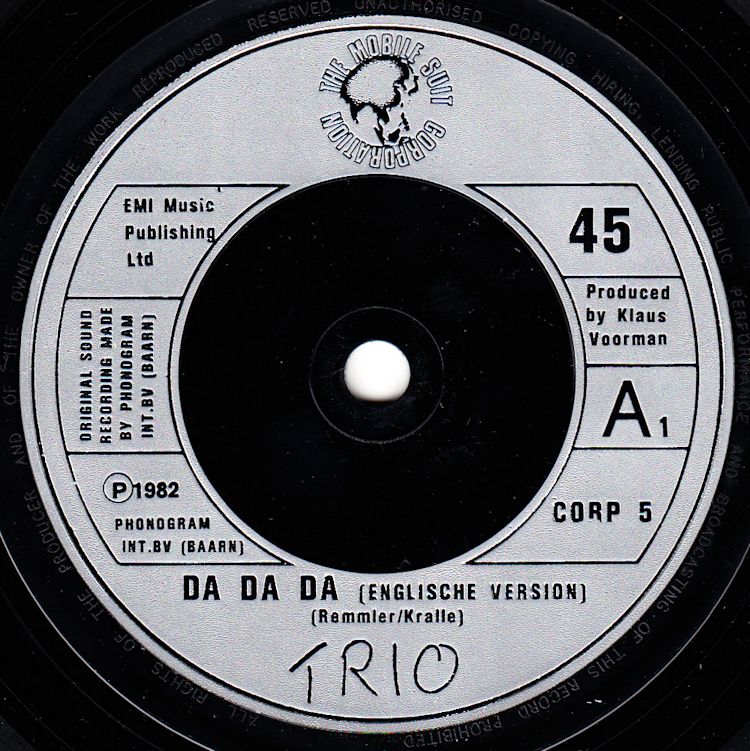 ALL RIGHTS OF THE PRODUCER AND OF THE OWNER OF THE WORK REPRODUCED RESERVED UNAUTHORISED COPYING, HIRING, LENDING, PUBLIC PERFORMANCE AND BROADCASTING OF THIS RECORD PROHIBITED
THE MOBILE SUIT CORPORATION
EMI Music
Publishing
Ltd
45
ORIGINAL SOUND
RECORDING MADE
BY PHONOGRAM
INT.BV (BAARN)
Produced
by Klaus
Voorman
A1
℗1982
PHONOGRAM
INT.BV (BAARN)
CORP 5
DA DA DA (ENGLISCHE VERSION)
(Remmler/Kralle)
TRIO